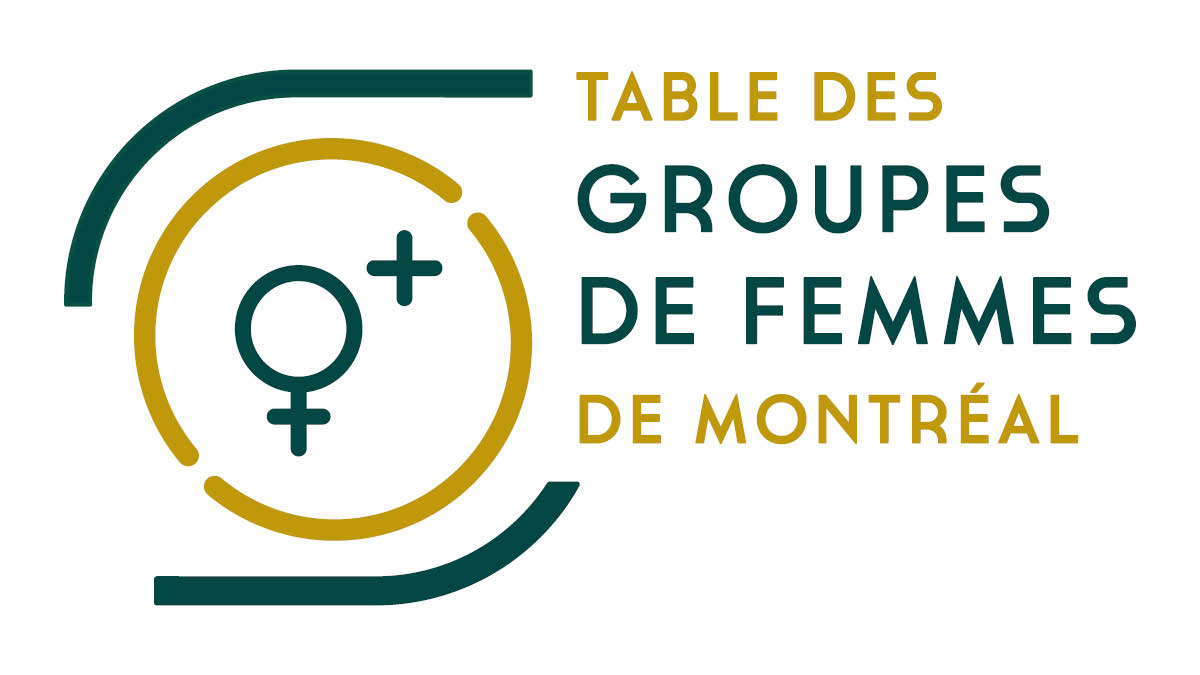 TABLE DES
GROUPES
DE FEMMES
DE MONTRÉAL